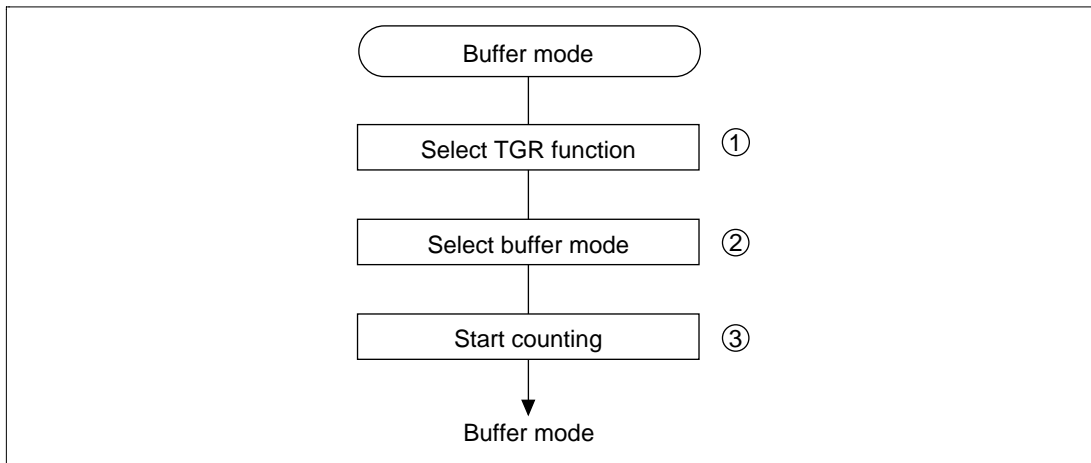 Buffer mode
Select TGR function ①
Select buffer mode ②
Start counting ③
Buffer mode